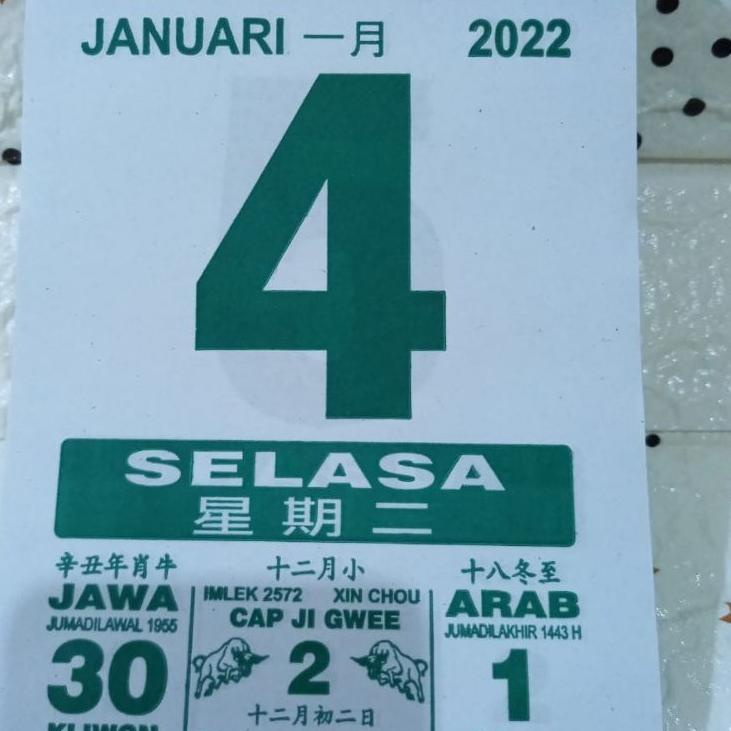 JANUARI 一月 2022
4
SELASA
星期二
辛丑年肖牛 十二月小 十八冬至
JAWA IMLEK 2572 XIN CHOU ARAB
JUMADILAWAL 1955 CAP JI GWEE JUMADILAKHIR 1443 H
30 2 1
十二月初二日
KLIWON